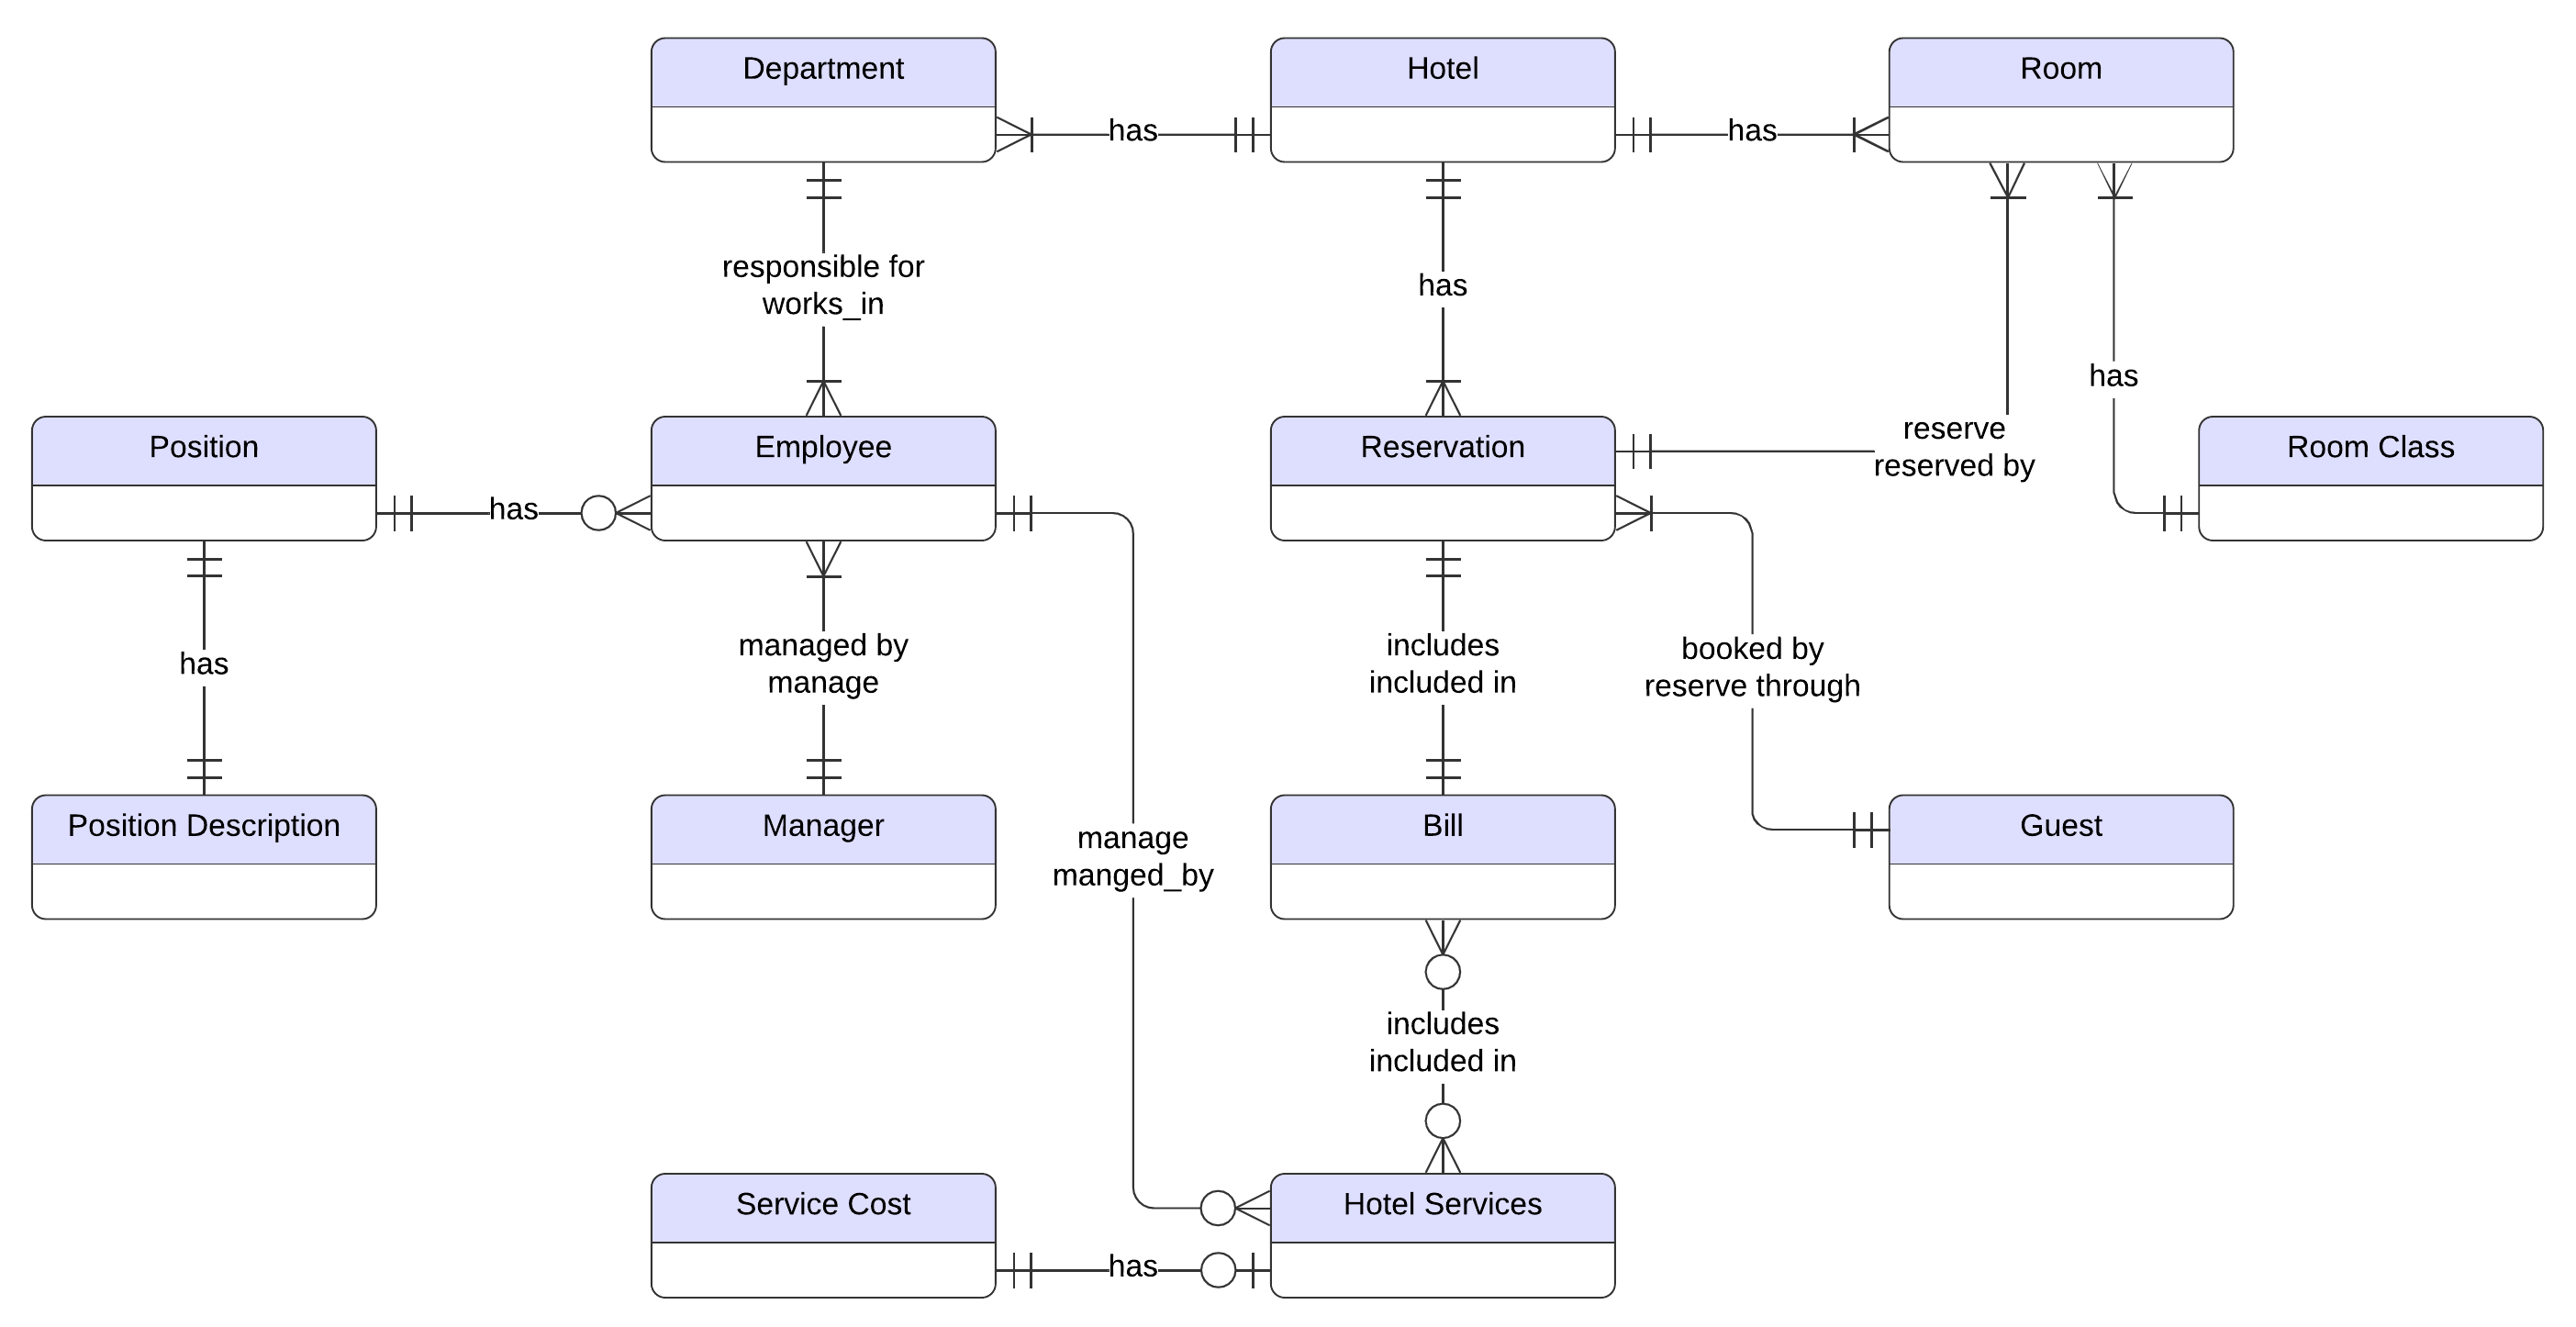 Department
Hotel
Room
has
has
responsible for
works_in
has
has
Position
Employee
Reservation
reserve
reserved by
Room Class
has
has
managed by
manage
includes
included in
booked by
reserve through
Position Description
Manager
manage
manged_by
Bill
Guest
includes
included in
Service Cost
Hotel Services
has